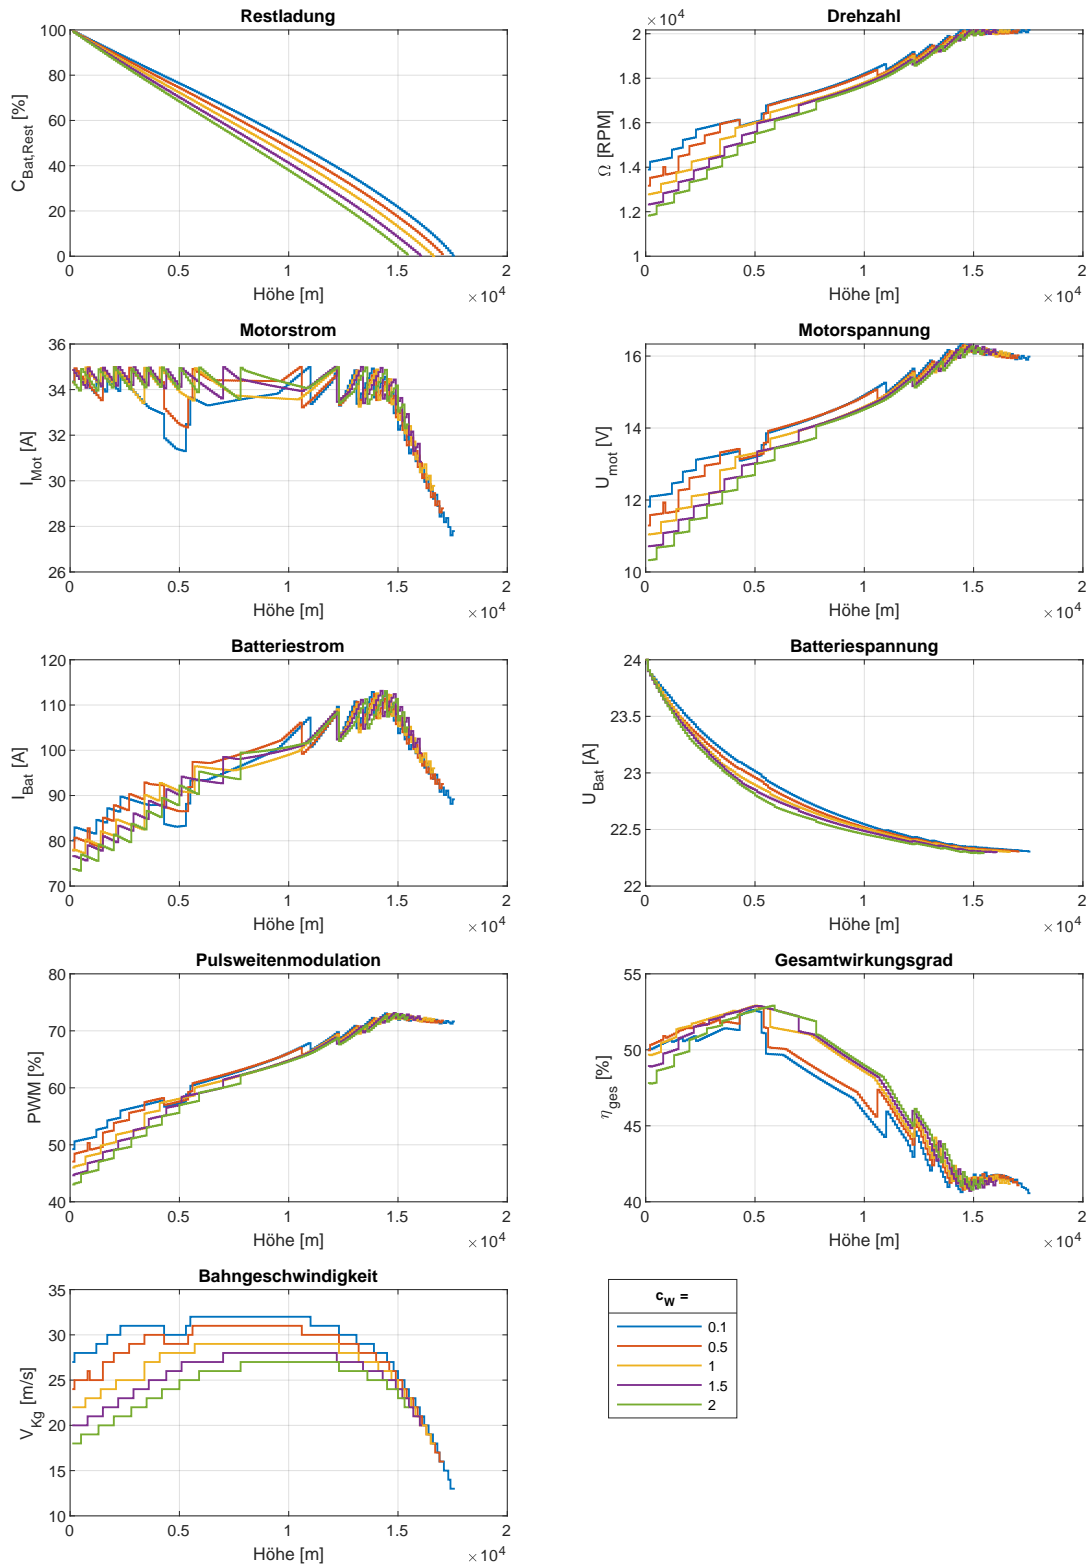 Restladung
C_Bat,Rest [%]
100
80
60
40
20
0
0 0.5 1 1.5 2
Höhe [m]
×10^4
Drehzahl
×10^4
Ω [RPM]
2
1.8
1.6
1.4
1.2
1
0 0.5 1 1.5 2
Höhe [m]
×10^4
Motorstrom
I_Mot [A]
36
34
32
30
28
26
0 0.5 1 1.5 2
Höhe [m]
×10^4
Motorspannung
U_mot [V]
16
14
12
10
0 0.5 1 1.5 2
Höhe [m]
×10^4
Batteriestrom
I_Bat [A]
120
110
100
90
80
70
0 0.5 1 1.5 2
Höhe [m]
×10^4
Batteriespannung
U_Bat [A]
24
23.5
23
22.5
22
0 0.5 1 1.5 2
Höhe [m]
×10^4
Pulsweitenmodulation
PWM [%]
80
70
60
50
40
0 0.5 1 1.5 2
Höhe [m]
×10^4
Gesamtwirkungsgrad
η_ges [%]
55
50
45
40
0 0.5 1 1.5 2
Höhe [m]
×10^4
Bahngeschwindigkeit
V_Kg [m/s]
35
30
25
20
15
10
0 0.5 1 1.5 2
Höhe [m]
×10^4
c_W =
0.1
0.5
1
1.5
2